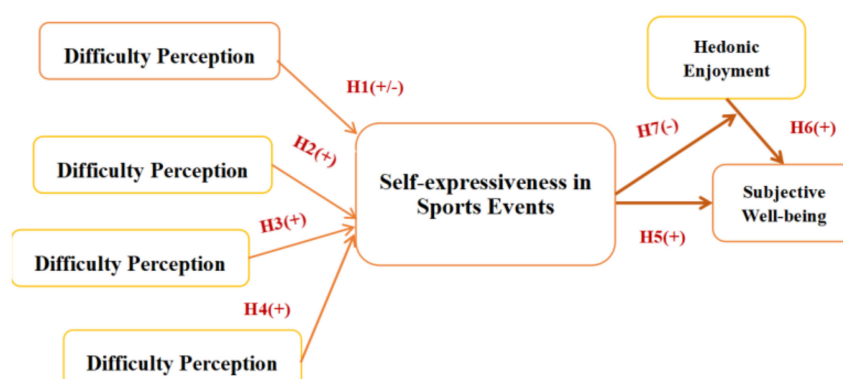 Difficulty Perception
H1(+/-)
Difficulty Perception
H2(+)
Difficulty Perception
H3(+)
Difficulty Perception
H4(+)
Self-expressiveness in
Sports Events
Hedonic
Enjoyment
H7(-)
H6(+)
H5(+)
Subjective
Well-being